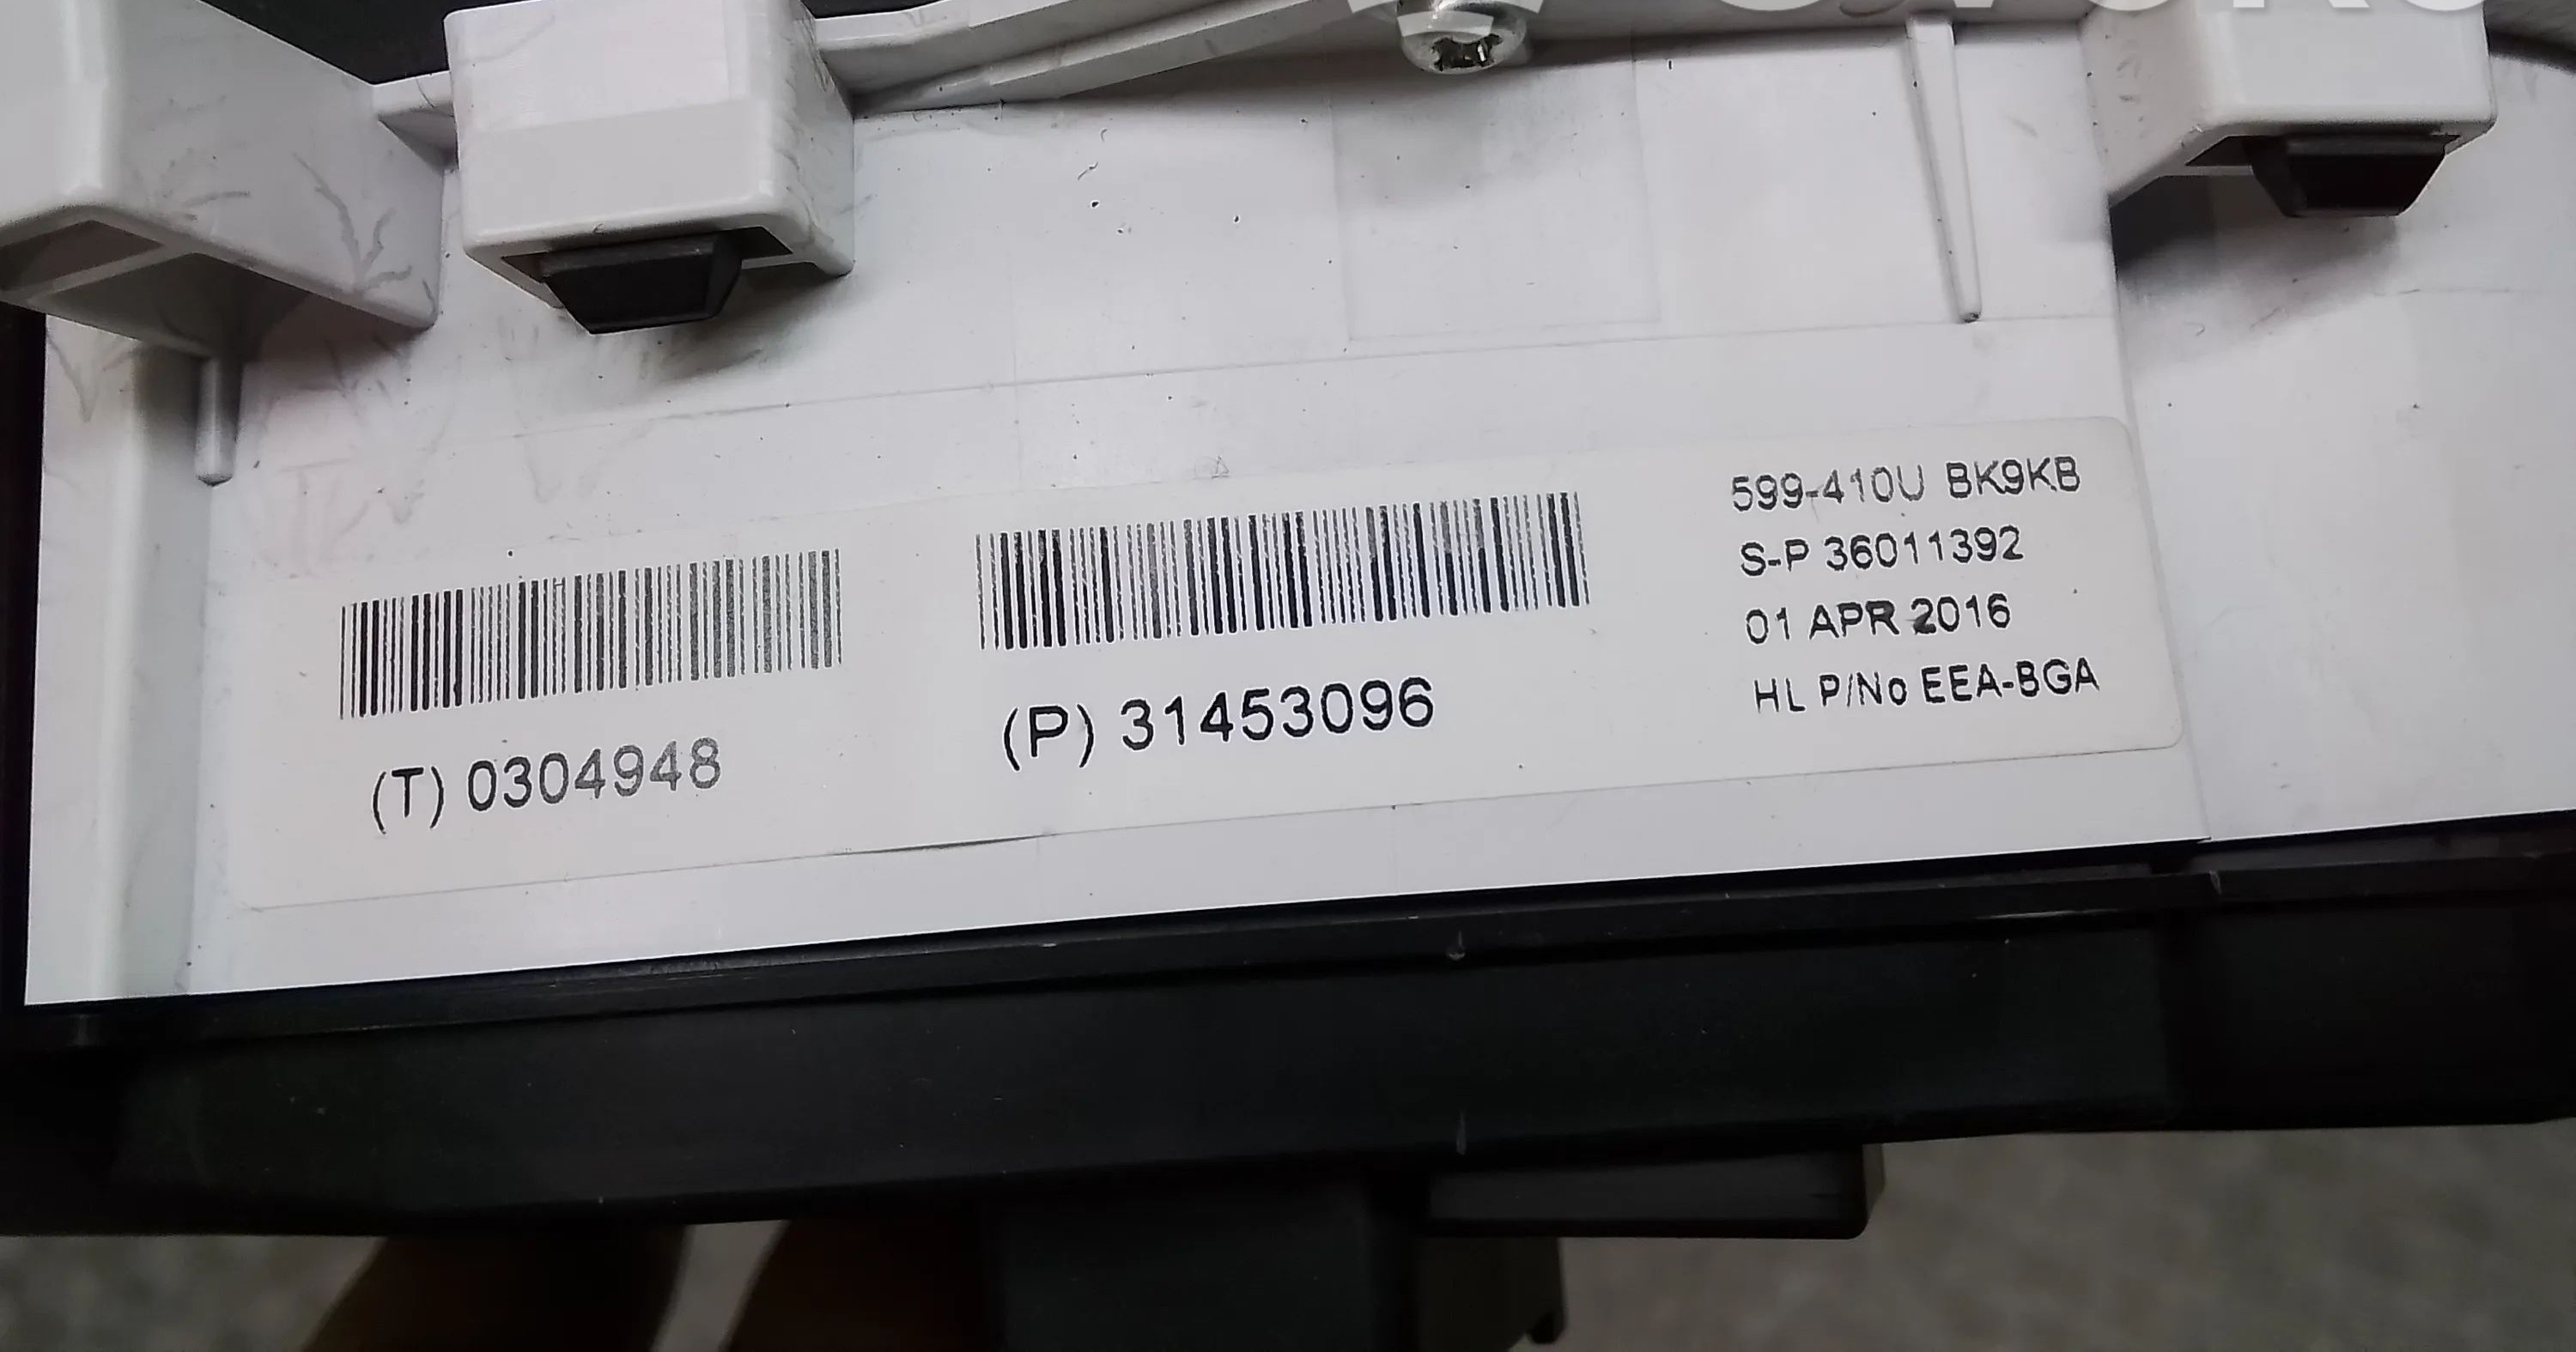 599-410U BK9KB
S-P 36011392
01 APR 2016
HL P/No EEA-BGA
(P) 31453096
(T) 0304948